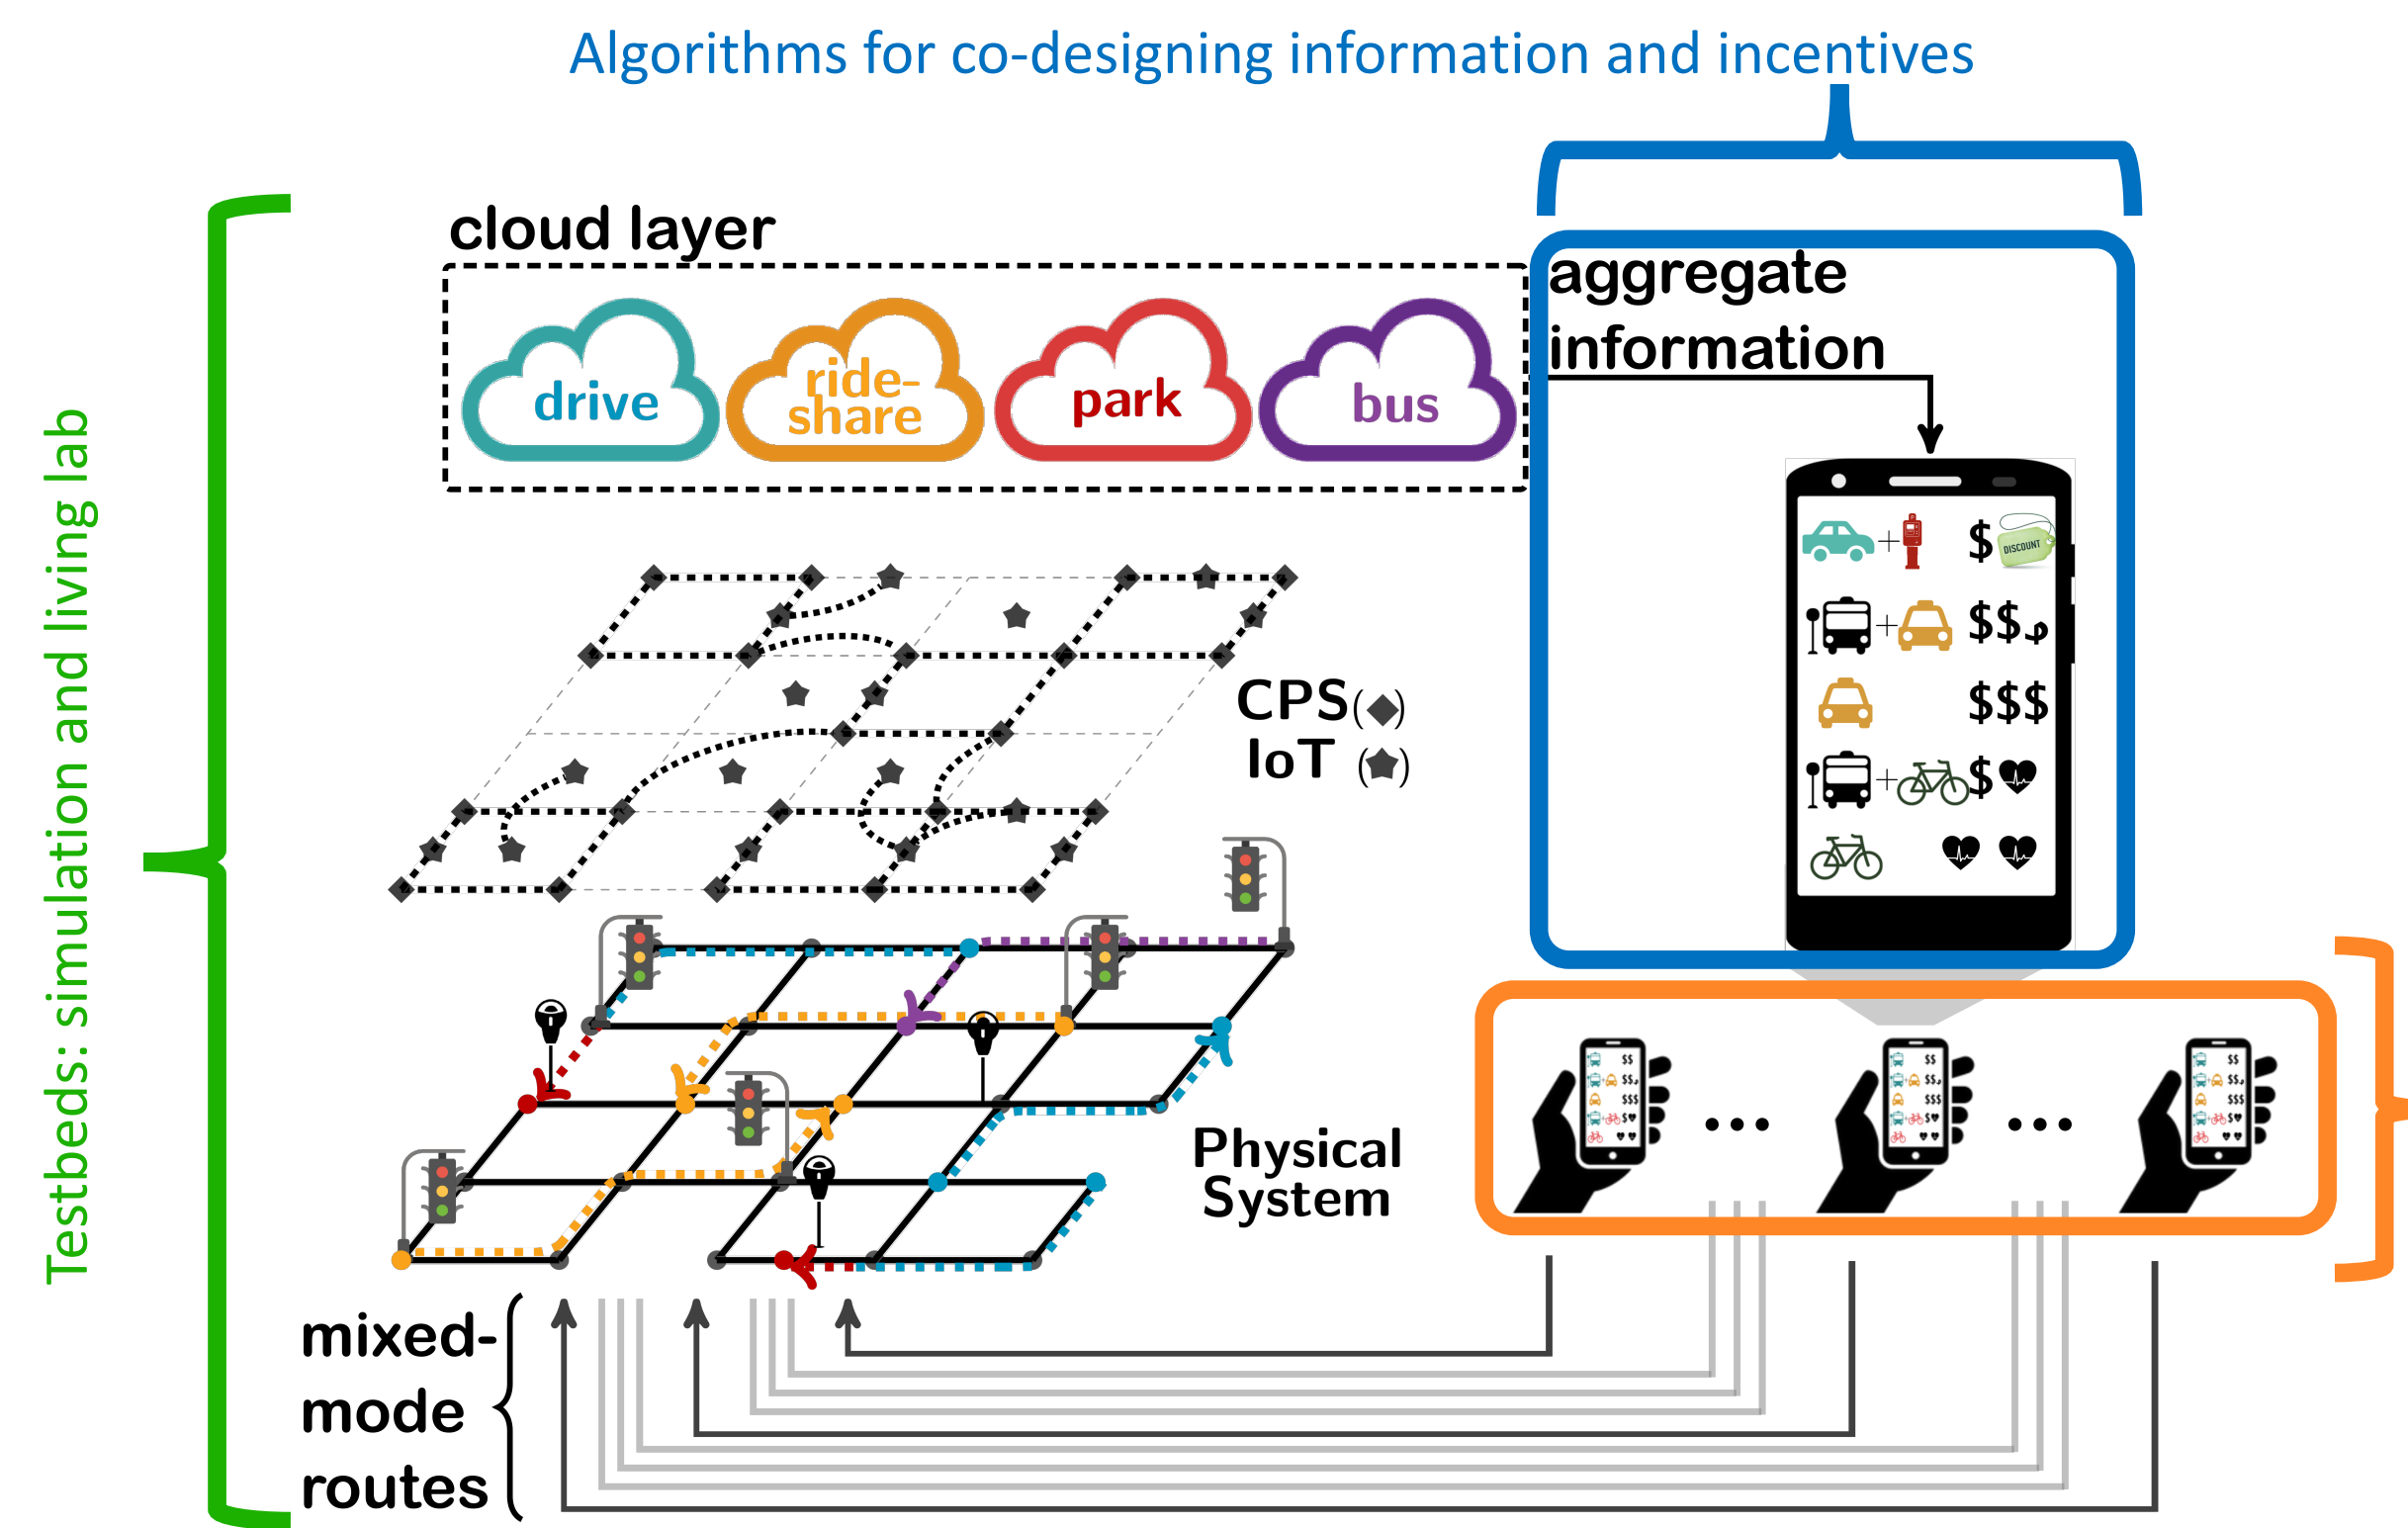 Algorithms for co-designing information and incentives
Testbeds: simulation and living lab
cloud layer
drive
ride-
share
park
bus
aggregate
information
$ DISCOUNT
$$
$$$
$
CPS(◆)
IoT (★)
Physical
System
$$
$$
$$$
$
$$
$$
$$$
$
$$
$$
$$$
$
mixed-
mode
routes